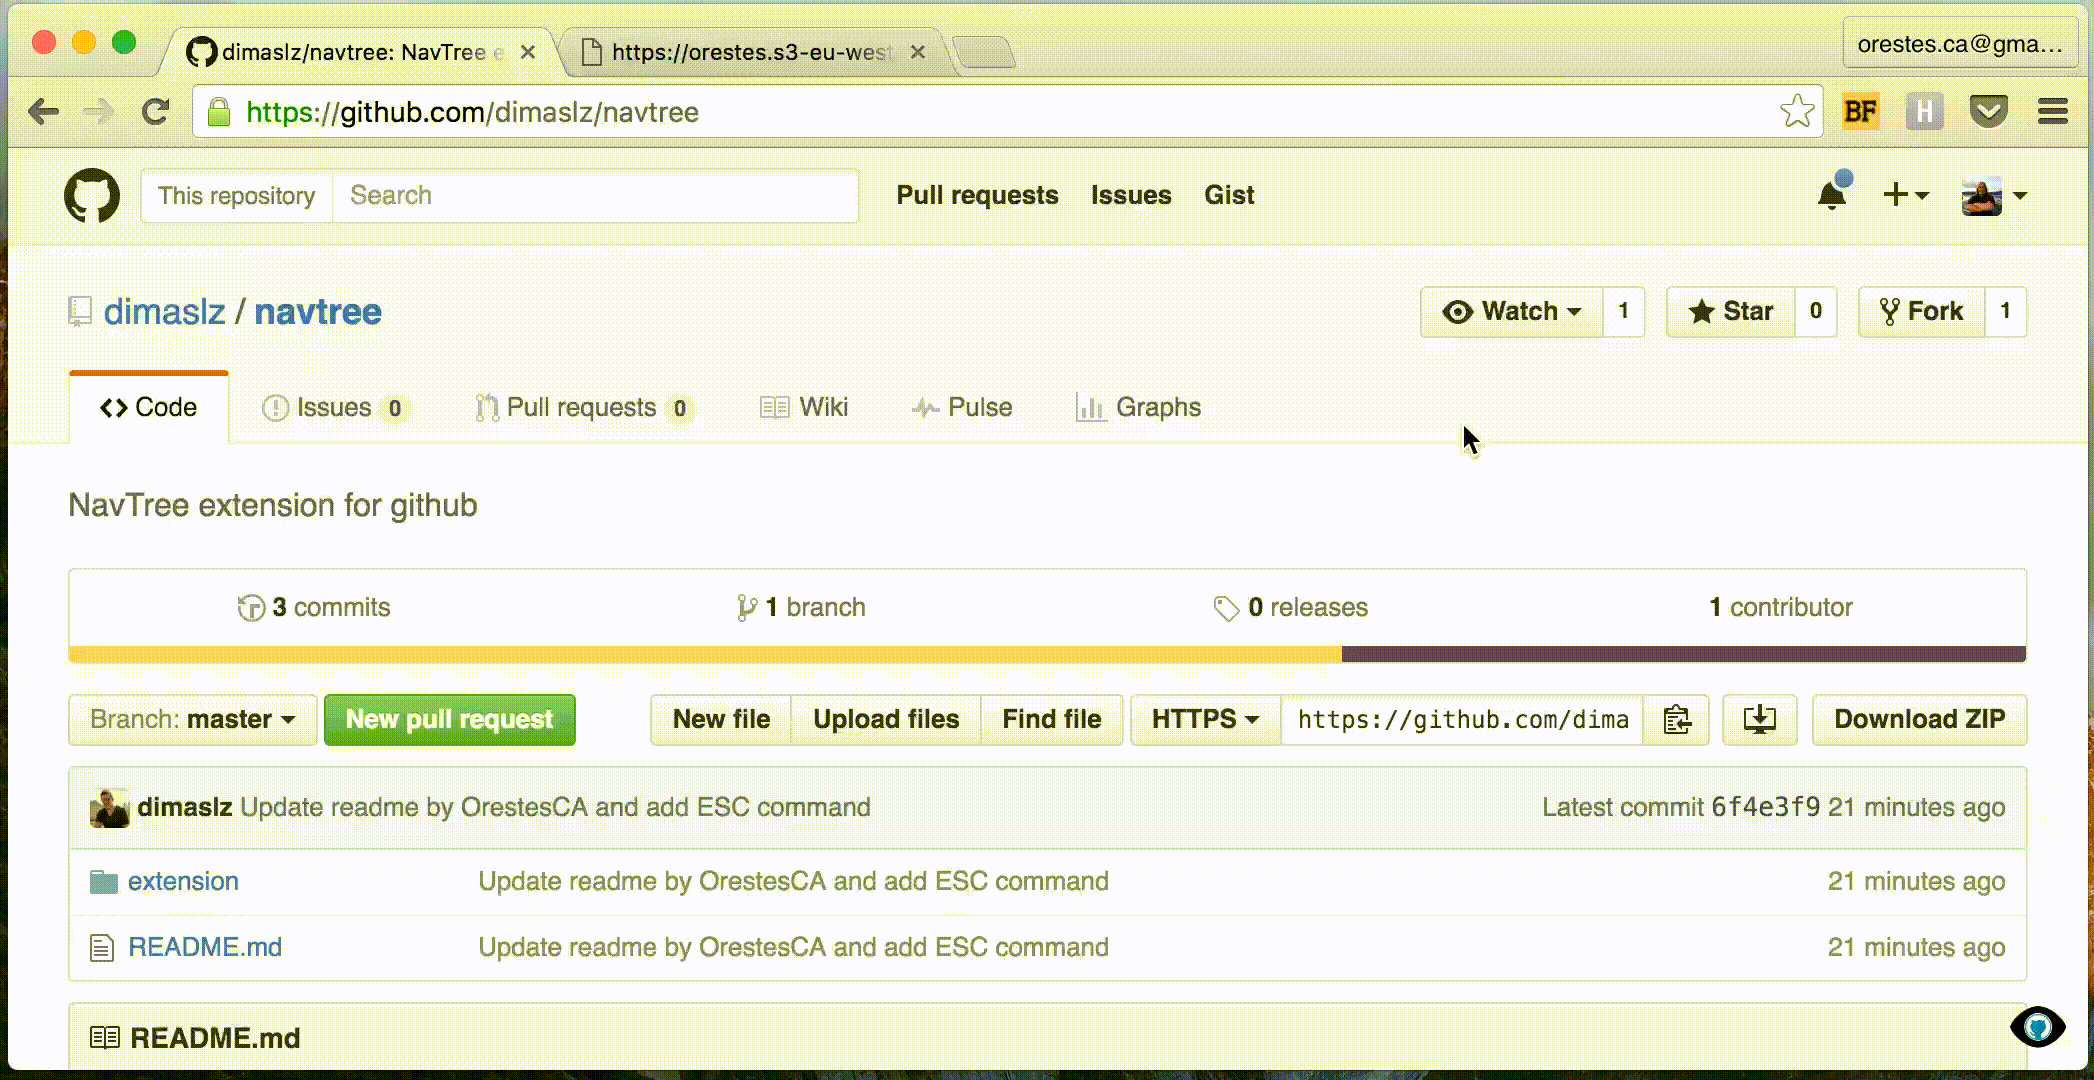 dimaslz/navtree: NavTree e
https://orestes.s3-eu-west
orestes.ca@gma...
https://github.com/dimaslz/navtree
BF
H
This repository Search Pull requests Issues Gist
dimaslz / navtree
Watch 1 Star 0 Fork 1
Code Issues 0 Pull requests 0 Wiki Pulse Graphs
NavTree extension for github
3 commits 1 branch 0 releases 1 contributor
Branch: master New pull request New file Upload files Find file HTTPS https://github.com/dima Download ZIP
dimaslz Update readme by OrestesCA and add ESC command Latest commit 6f4e3f9 21 minutes ago
extension Update readme by OrestesCA and add ESC command 21 minutes ago
README.md Update readme by OrestesCA and add ESC command 21 minutes ago
README.md